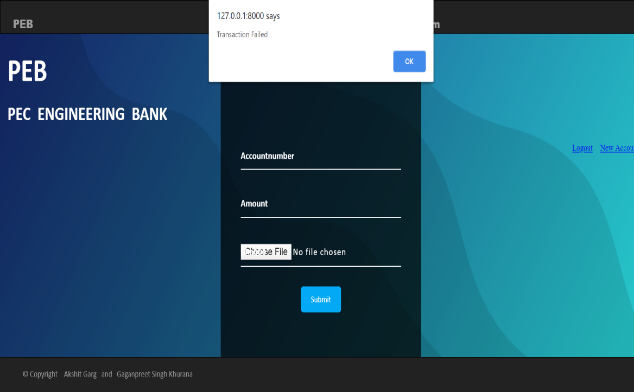 127.0.0.1:8000 says
Transaction Failed
OK
PEB
m
PEB
PEC ENGINEERING BANK
Logout New Accou
Accountnumber
Amount
Choose File No file chosen
Submit
© Copyright Akshit Garg and Gaganpreet Singh Khurana